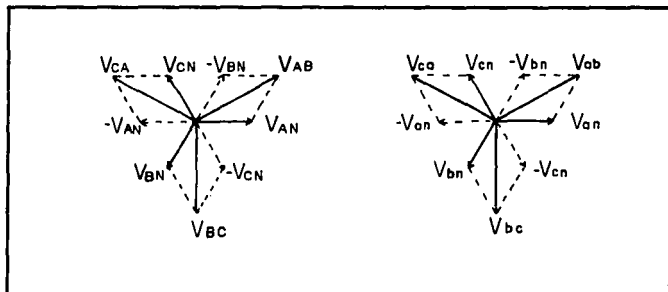 VCA VCN -VBN VAB
-VAN VAN
VBN -VCN
VBC
Vca Vcn -Vbn Vab
-Van Van
Vbn -Vcn
Vbc